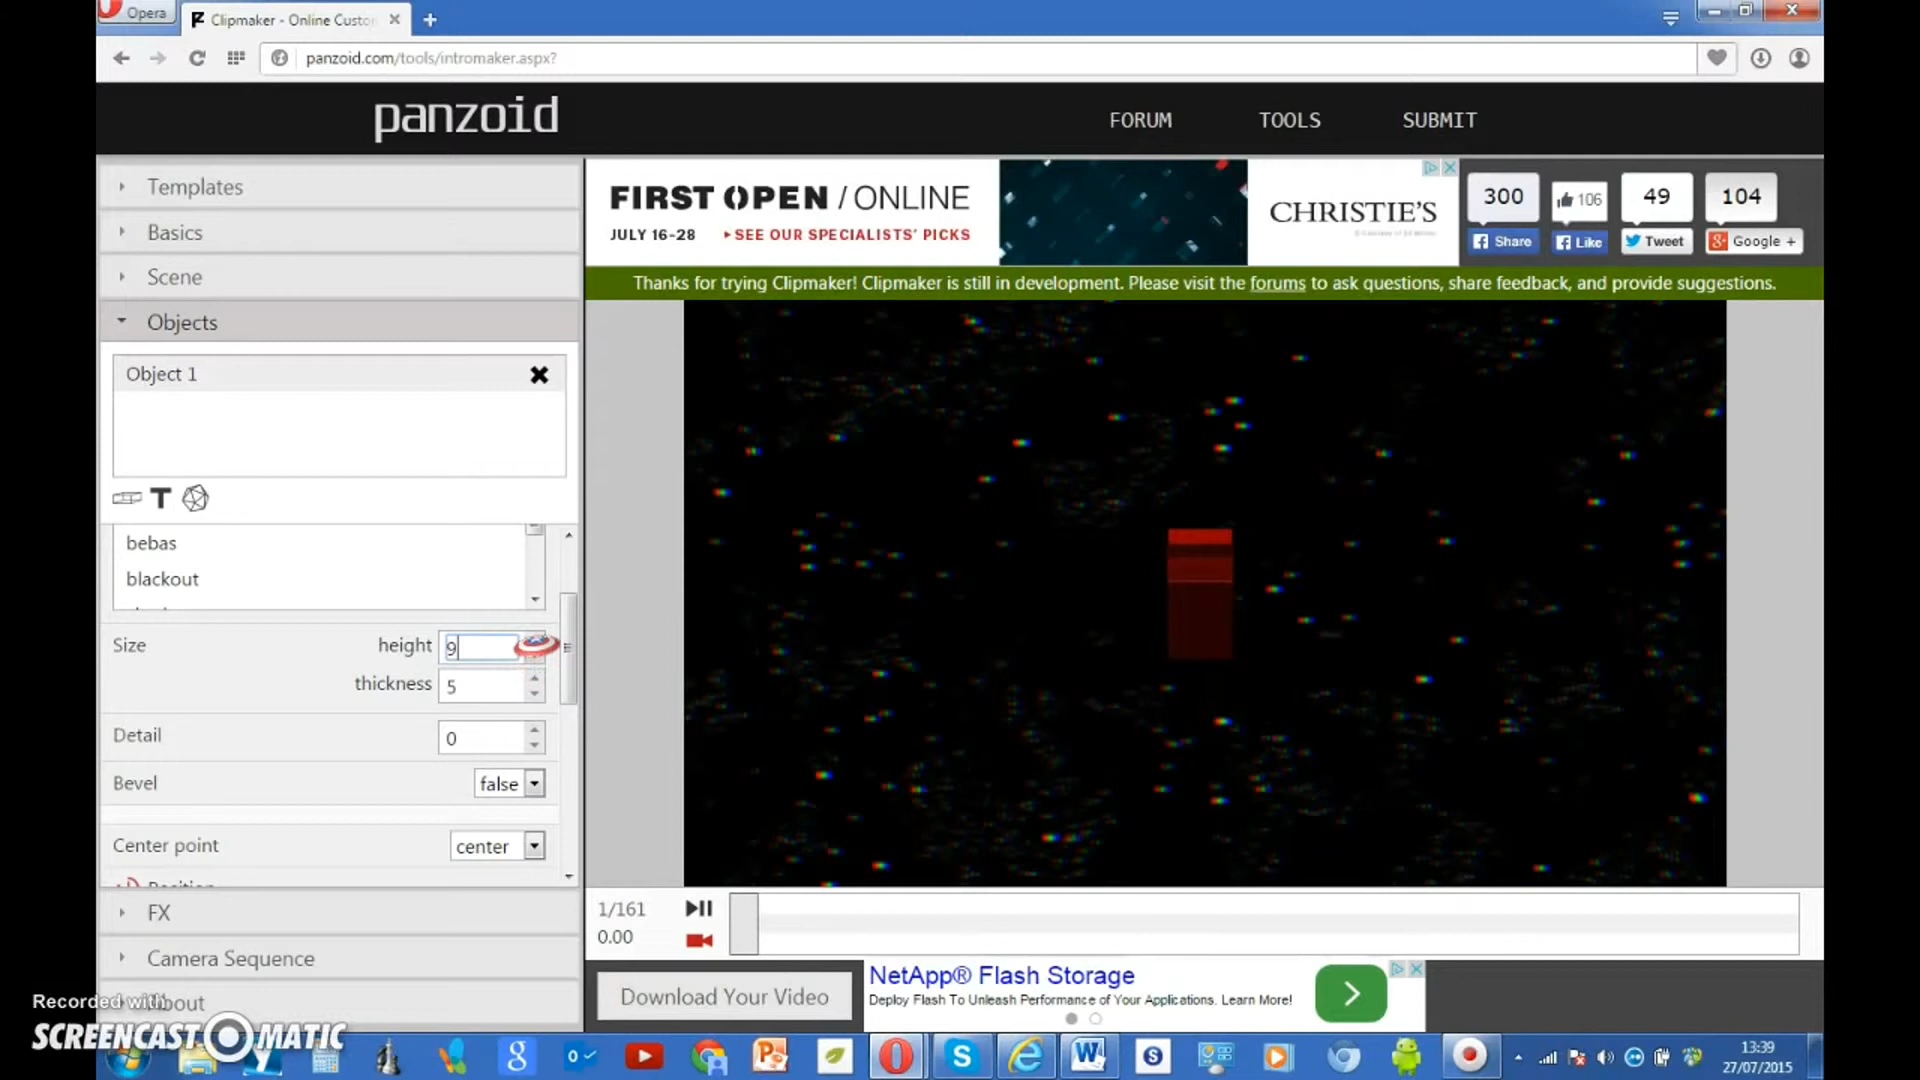 Opera
Clipmaker - Online Custo
panzoid.com/tools/intromaker.aspx?
panzoid
FORUM
TOOLS
SUBMIT
Templates
Basics
Scene
Objects
Object 1
T
bebas
blackout
Size
height
9
thickness
5
Detail
0
Bevel
false
Center point
center
FX
Camera Sequence
About
FIRST OPEN / ONLINE
JULY 16-28
SEE OUR SPECIALISTS' PICKS
CHRISTIE'S
300
106
49
104
Share
Like
Tweet
Google +
Thanks for trying Clipmaker! Clipmaker is still in development. Please visit the forums to ask questions, share feedback, and provide suggestions.
1/161
0.00
Download Your Video
NetApp® Flash Storage
Deploy Flash To Unleash Performance of Your Applications. Learn More!
Recorded with
SCREENCAST MATIC
13:39
27/07/2015